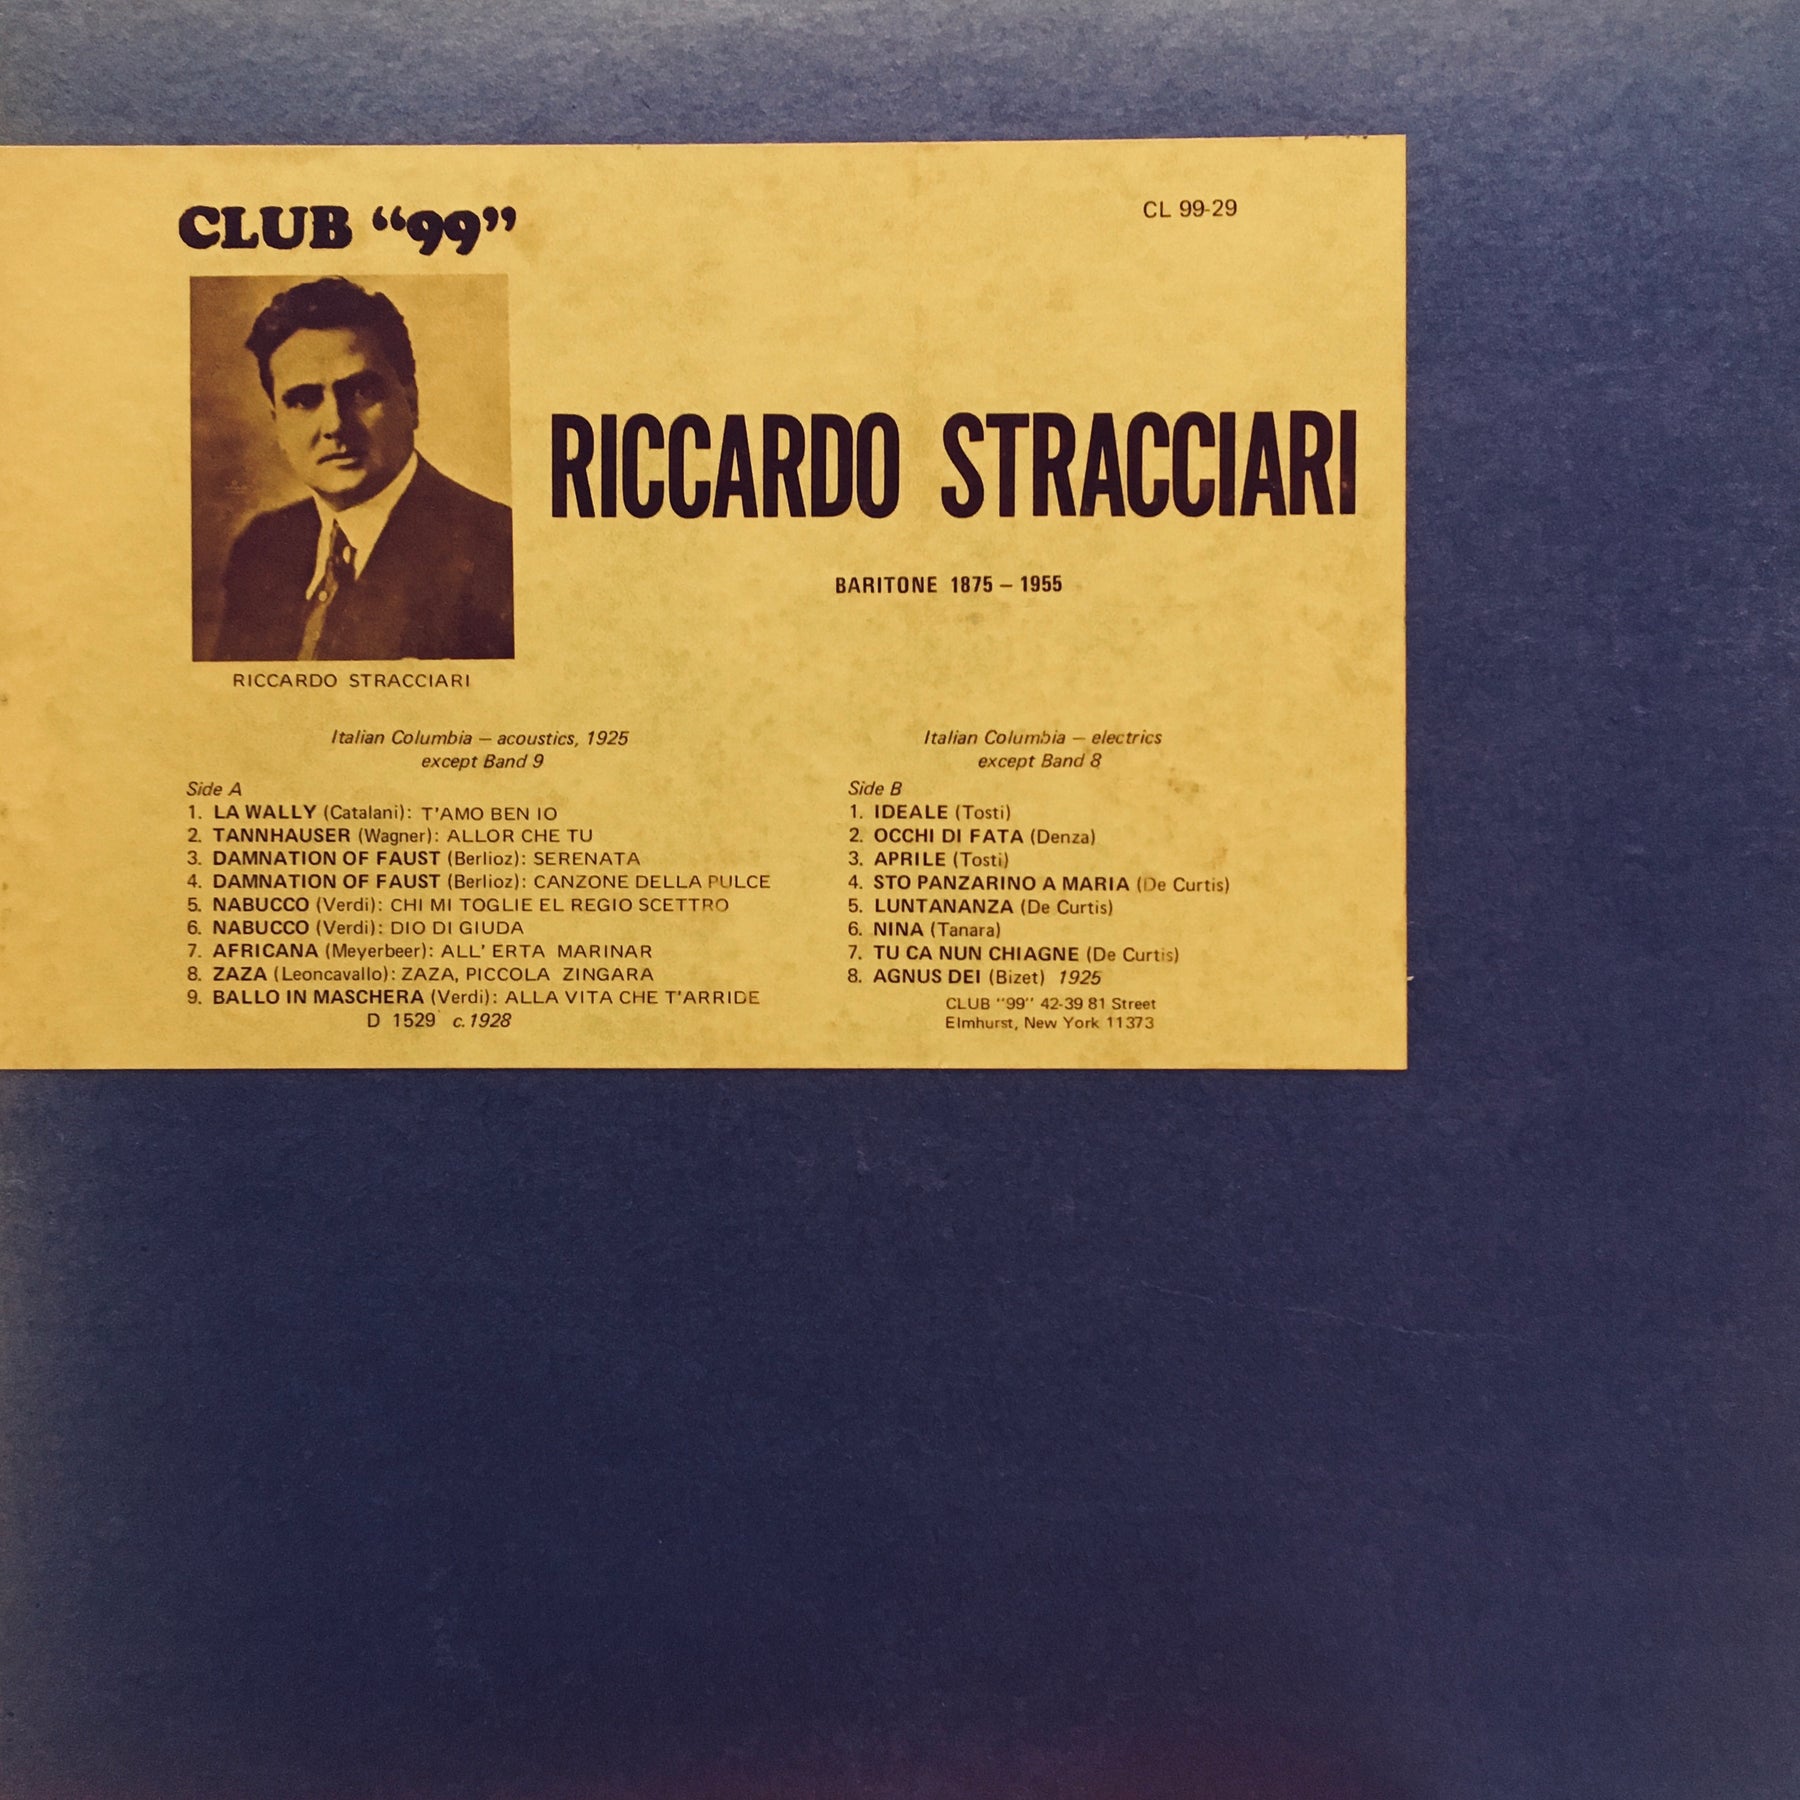 CLUB “99”
CL 99-29
RICCARDO STRACCIARI
BARITONE 1875 – 1955
RICCARDO STRACCIARI
Italian Columbia – acoustics, 1925
except Band 9
Side A
1. LA WALLY (Catalani): T'AMO BEN IO
2. TANNHAUSER (Wagner): ALLOR CHE TU
3. DAMNATION OF FAUST (Berlioz): SERENATA
4. DAMNATION OF FAUST (Berlioz): CANZONE DELLA PULCE
5. NABUCCO (Verdi): CHI MI TOGLIE EL REGIO SCETTRO
6. NABUCCO (Verdi): DIO DI GIUDA
7. AFRICANA (Meyerbeer): ALL' ERTA MARINAR
8. ZAZA (Leoncavallo): ZAZA, PICCOLA ZINGARA
9. BALLO IN MASCHERA (Verdi): ALLA VITA CHE T'ARRIDE
D 1529 c. 1928
Italian Columbia – electrics
except Band 8
Side B
1. IDEALE (Tosti)
2. OCCHI DI FATA (Denza)
3. APRILE (Tosti)
4. STO PANZARINO A MARIA (De Curtis)
5. LUNTANANZA (De Curtis)
6. NINA (Tanara)
7. TU CA NUN CHIAGNE (De Curtis)
8. AGNUS DEI (Bizet) 1925
CLUB "99" 42-39 81 Street
Elmhurst, New York 11373